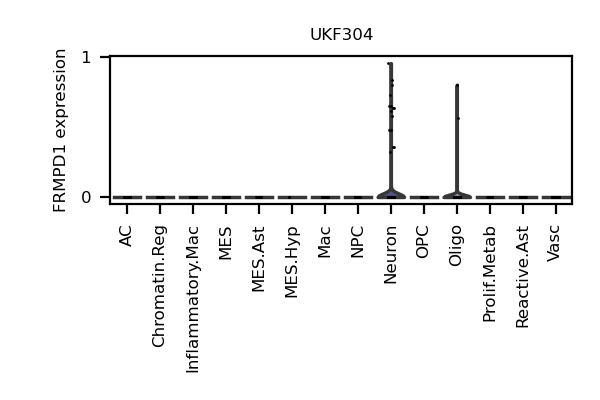 UKF304
FRMPD1 expression
1
0
AC
Chromatin.Reg
Inflammatory.Mac
MES
MES.Ast
MES.Hyp
Mac
NPC
Neuron
OPC
Oligo
Prolif.Metab
Reactive.Ast
Vasc